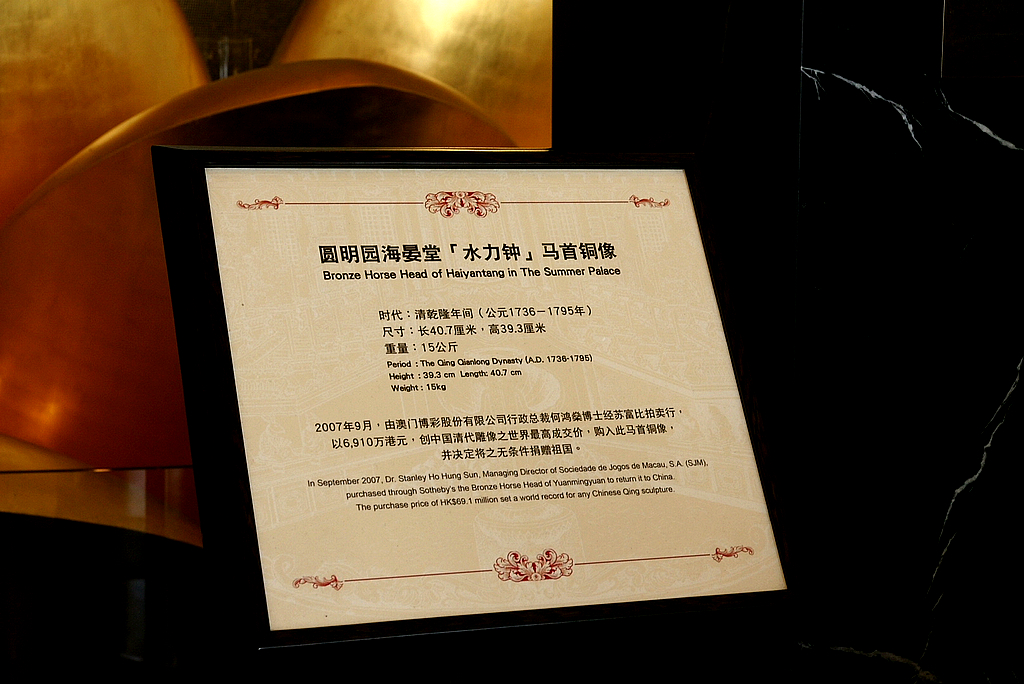 圆明园海晏堂「水力钟」马首铜像
Bronze Horse Head of Haiyantang in The Summer Palace
时代：清乾隆年间（公元1736－1795年）
尺寸：长40.7厘米，高39.3厘米
重量：15公斤
Period : The Qing Qianlong Dynasty (A.D. 1736-1795)
Height : 39.3 cm Length: 40.7 cm
Weight : 15kg
2007年9月，由澳门博彩股份有限公司行政总裁何鸿燊博士经苏富比拍卖行，
以6,910万港元，创中国清代雕像之世界最高成交价，购入此马首铜像，
并决定将之无条件捐赠祖国。
In September 2007, Dr. Stanley Ho Hung Sun, Managing Director of Sociedade de Jogos de Macau, S.A. (SJM),
purchased through Sotheby's the Bronze Horse Head of Yuanmingyuan to return it to China.
The purchase price of HK$69.1 million set a world record for any Chinese Qing sculpture.